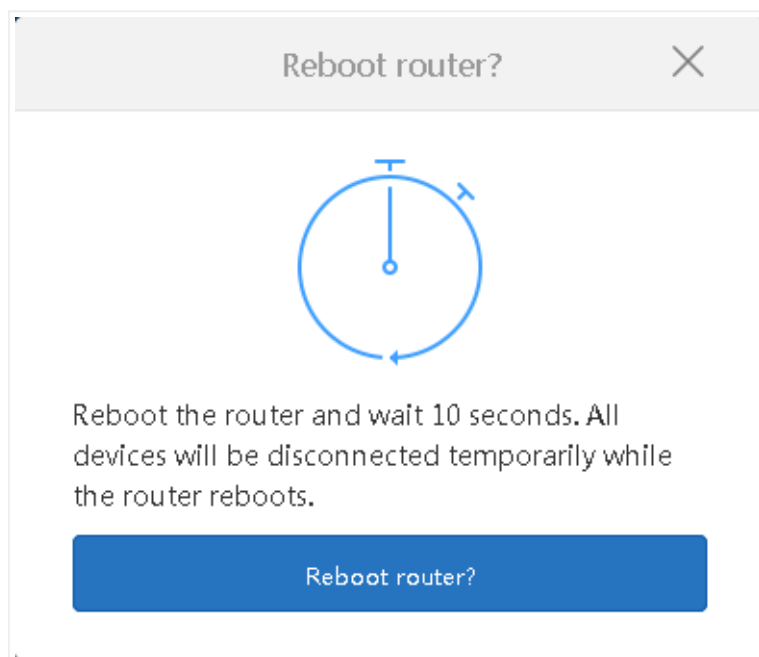 Reboot router?
Reboot the router and wait 10 seconds. All
devices will be disconnected temporarily while
the router reboots.
Reboot router?